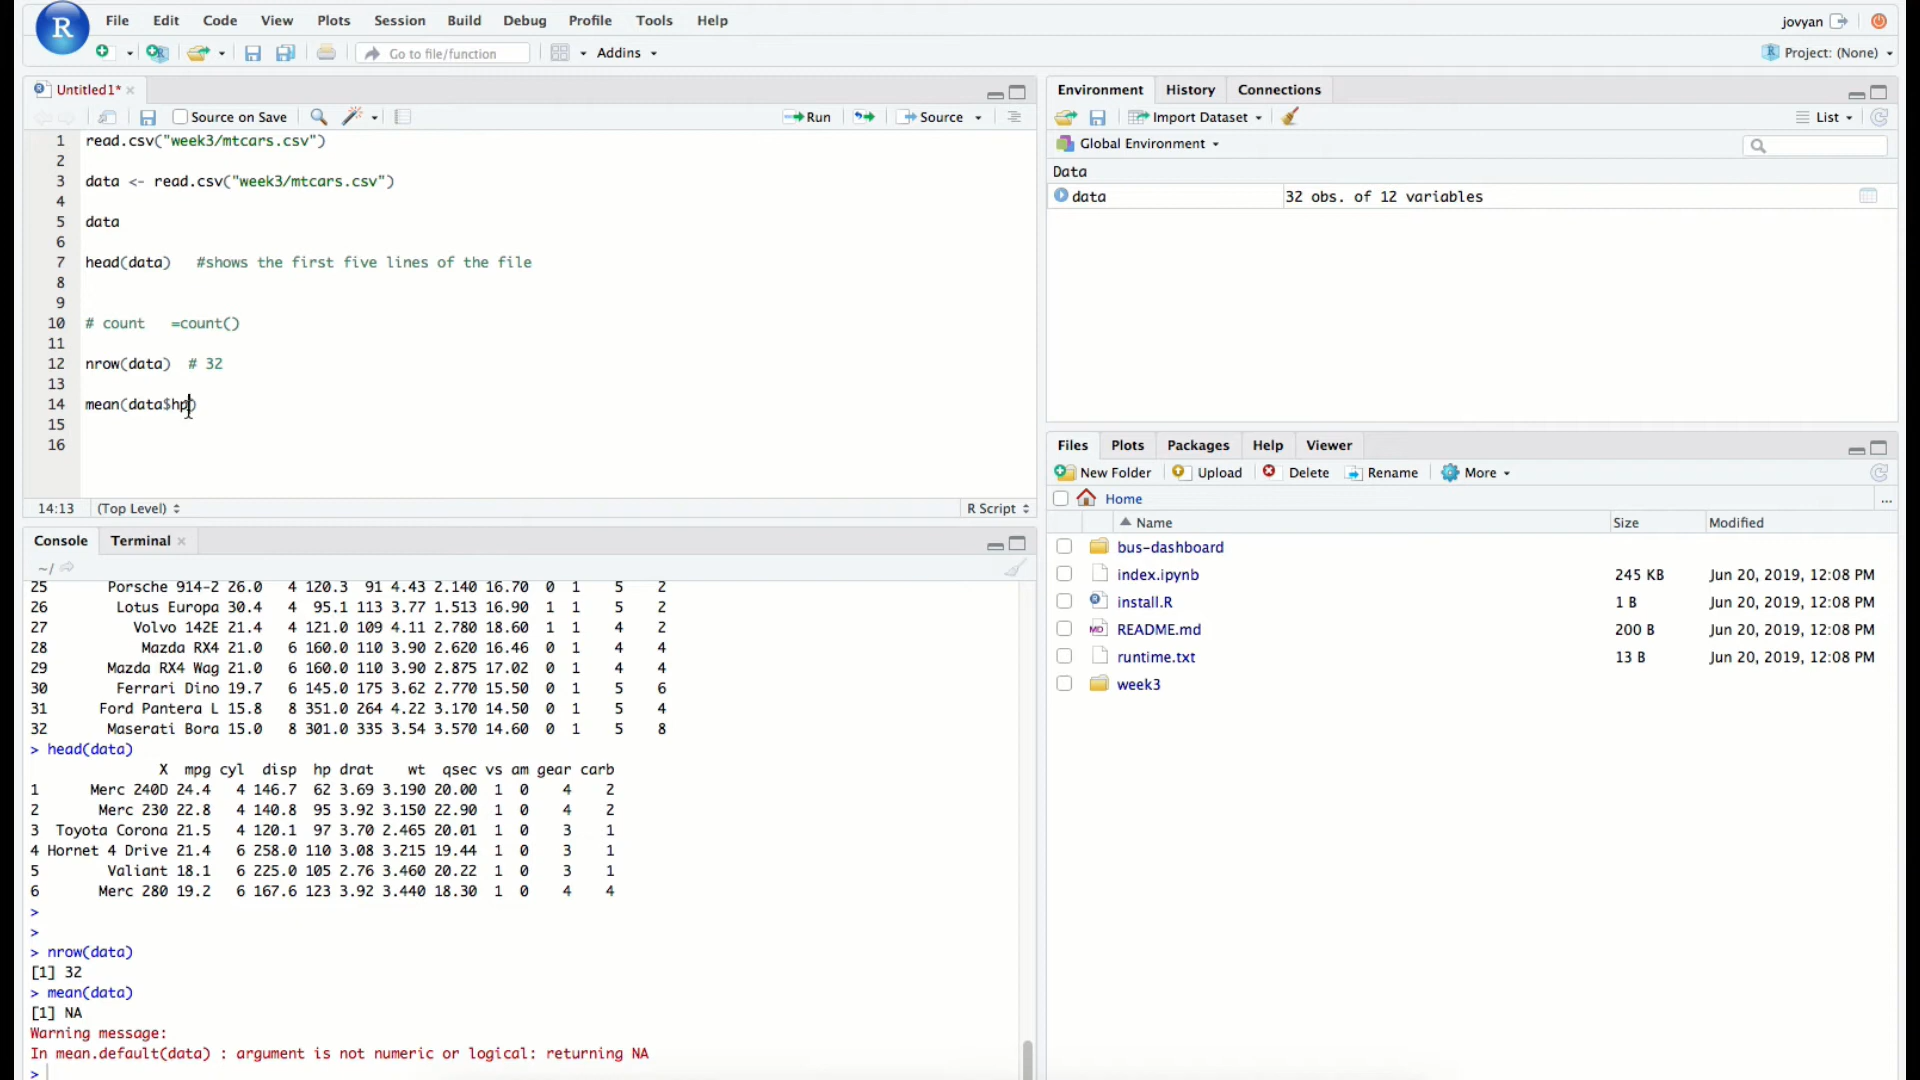 R
File Edit Code View Plots Session Build Debug Profile Tools Help
jovyan
Go to file/function
Addins
Project: (None)
Untitled1*
Source on Save
Run
Source
1 read.csv("week3/mtcars.csv")
2
3 data <- read.csv("week3/mtcars.csv")
4
5 data
6
7 head(data) #shows the first five lines of the file
8
9
10 # count =count()
11
12 nrow(data) # 32
13
14 mean(data$hp)
15
16
14:13 (Top Level) R Script
Console Terminal
~/
25 Porsche 914-2 26.0 4 120.3 91 4.43 2.140 16.70 0 1 5 2
26 Lotus Europa 30.4 4 95.1 113 3.77 1.513 16.90 1 1 5 2
27 Volvo 142E 21.4 4 121.0 109 4.11 2.780 18.60 1 1 4 2
28 Mazda RX4 21.0 6 160.0 110 3.90 2.620 16.46 0 1 4 4
29 Mazda RX4 Wag 21.0 6 160.0 110 3.90 2.875 17.02 0 1 4 4
30 Ferrari Dino 19.7 6 145.0 175 3.62 2.770 15.50 0 1 5 6
31 Ford Pantera L 15.8 8 351.0 264 4.22 3.170 14.50 0 1 5 4
32 Maserati Bora 15.0 8 301.0 335 3.54 3.570 14.60 0 1 5 8
> head(data)
X mpg cyl disp hp drat wt qsec vs am gear carb
1 Merc 240D 24.4 4 146.7 62 3.69 3.190 20.00 1 0 4 2
2 Merc 230 22.8 4 140.8 95 3.92 3.150 22.90 1 0 4 2
3 Toyota Corona 21.5 4 120.1 97 3.70 2.465 20.01 1 0 3 1
4 Hornet 4 Drive 21.4 6 258.0 110 3.08 3.215 19.44 1 0 3 1
5 Valiant 18.1 6 225.0 105 2.76 3.460 20.22 1 0 3 1
6 Merc 280 19.2 6 167.6 123 3.92 3.440 18.30 1 0 4 4
>
>
> nrow(data)
[1] 32
> mean(data)
[1] NA
Warning message:
In mean.default(data) : argument is not numeric or logical: returning NA
>
Environment History Connections
Import Dataset
List
Global Environment
Data
data 32 obs. of 12 variables
Files Plots Packages Help Viewer
New Folder Upload Delete Rename More
Home ...
Name Size Modified
bus-dashboard
index.ipynb 245 KB Jun 20, 2019, 12:08 PM
install.R 1 B Jun 20, 2019, 12:08 PM
README.md 200 B Jun 20, 2019, 12:08 PM
runtime.txt 13 B Jun 20, 2019, 12:08 PM
week3